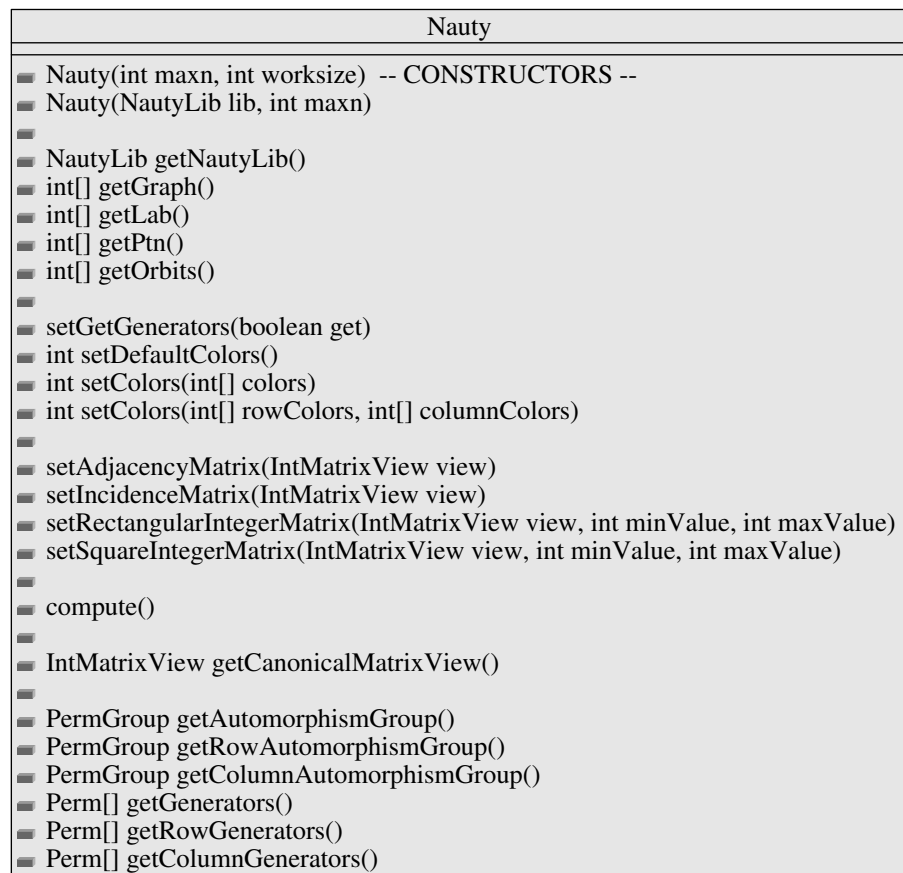 Nauty
Nauty(int maxn, int worksize) -- CONSTRUCTORS --
Nauty(NautyLib lib, int maxn)
NautyLib getNautyLib()
int[] getGraph()
int[] getLab()
int[] getPtn()
int[] getOrbits()
setGetGenerators(boolean get)
int setDefaultColors()
int setColors(int[] colors)
int setColors(int[] rowColors, int[] columnColors)
setAdjacencyMatrix(IntMatrixView view)
setIncidenceMatrix(IntMatrixView view)
setRectangularIntegerMatrix(IntMatrixView view, int minValue, int maxValue)
setSquareIntegerMatrix(IntMatrixView view, int minValue, int maxValue)
compute()
IntMatrixView getCanonicalMatrixView()
PermGroup getAutomorphismGroup()
PermGroup getRowAutomorphismGroup()
PermGroup getColumnAutomorphismGroup()
Perm[] getGenerators()
Perm[] getRowGenerators()
Perm[] getColumnGenerators()